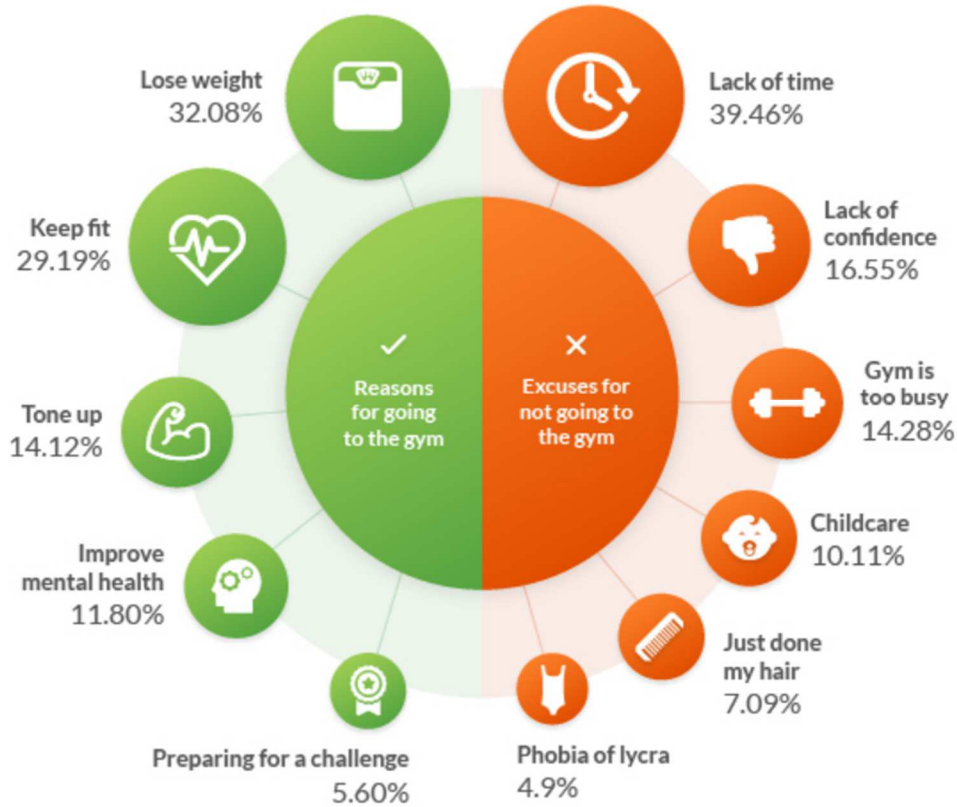 Lose weight
32.08%
Keep fit
29.19%
Tone up
14.12%
Improve
mental health
11.80%
Preparing for a challenge
5.60%
Reasons
for going
to the gym
Excuses for
not going to
the gym
Lack of time
39.46%
Lack of
confidence
16.55%
Gym is
too busy
14.28%
Childcare
10.11%
Just done
my hair
7.09%
Phobia of lycra
4.9%